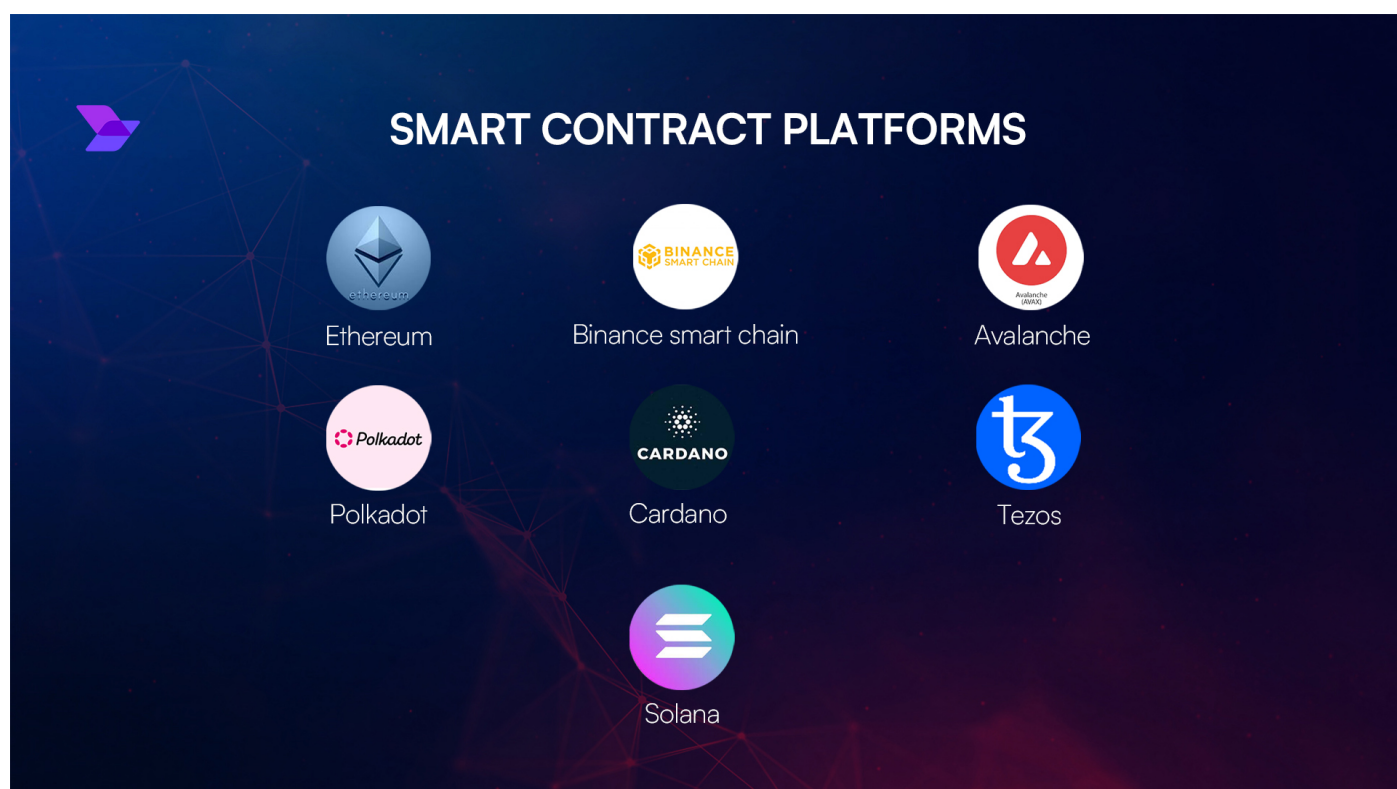 SMART CONTRACT PLATFORMS
ethereum
BINANCE
SMART CHAIN
Avalanche
(AVAX)
Ethereum
Binance smart chain
Avalanche
Polkadot
CARDANO
Polkadot
Cardano
Tezos
Solana